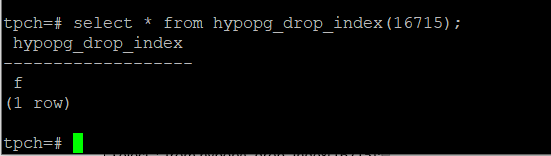 tpch=# select * from hypopg_drop_index(16715);
hypopg_drop_index
-------------------
f
(1 row)
tpch=#